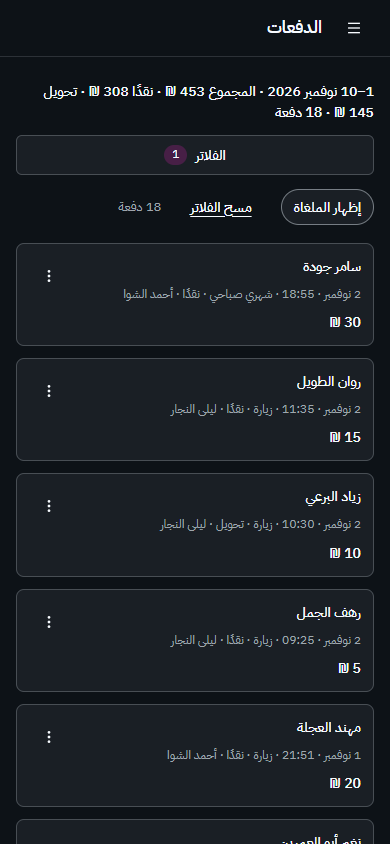 الدفعات
1–10 نوفمبر 2026 · المجموع 453 ₪ · نقدًا 308 ₪ · تحويل
145 ₪ · 18 دفعة
الفلاتر 1
إظهار الملغاة
مسح الفلاتر
18 دفعة
سامر جودة
2 نوفمبر · 18:55 · شهري صباحي · نقدًا · أحمد الشوا
30 ₪
روان الطويل
2 نوفمبر · 11:35 · زيارة · نقدًا · ليلى النجار
15 ₪
زياد البرعي
2 نوفمبر · 10:30 · زيارة · تحويل · ليلى النجار
10 ₪
رهف الجمل
2 نوفمبر · 09:25 · زيارة · نقدًا · ليلى النجار
5 ₪
مهند العجلة
1 نوفمبر · 21:51 · زيارة · نقدًا · أحمد الشوا
20 ₪